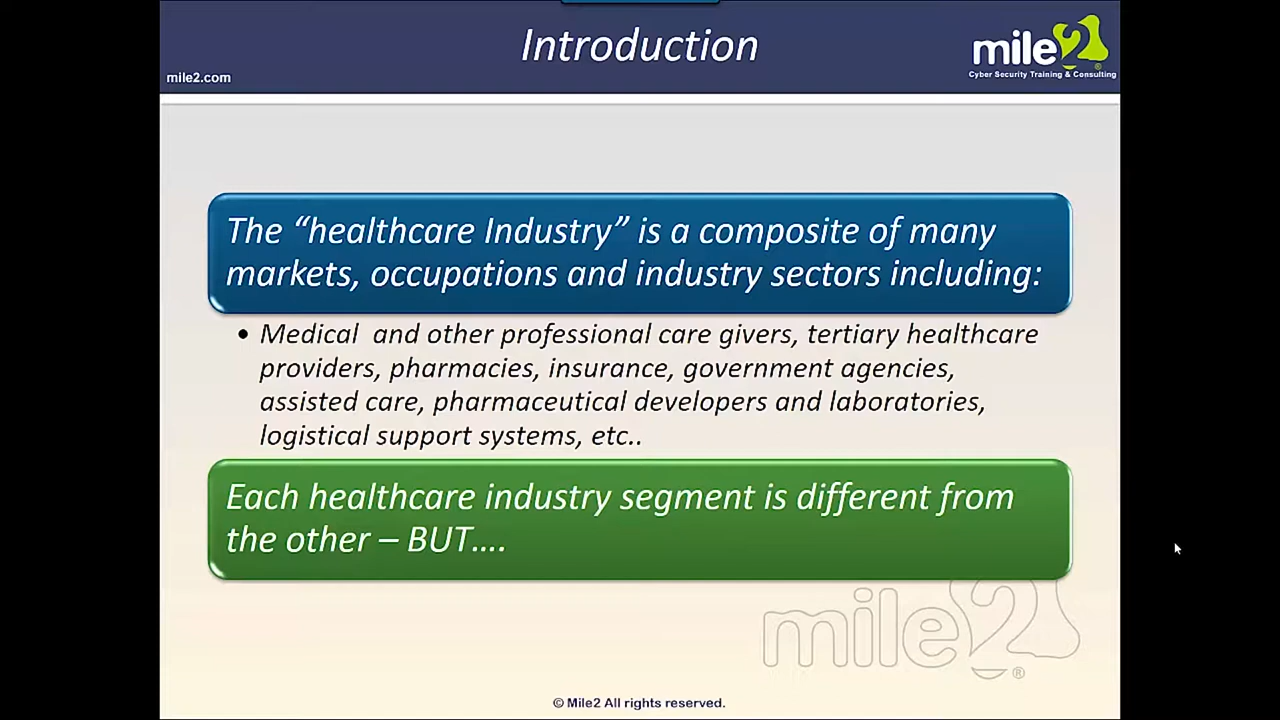 Introduction
mile2
mile2.com
Cyber Security Training & Consulting
The “healthcare Industry” is a composite of many
markets, occupations and industry sectors including:
• Medical  and other professional care givers, tertiary healthcare
providers, pharmacies, insurance, government agencies,
assisted care, pharmaceutical developers and laboratories,
logistical support systems, etc..
Each healthcare industry segment is different from
the other – BUT....
mile2®
© Mile2 All rights reserved.